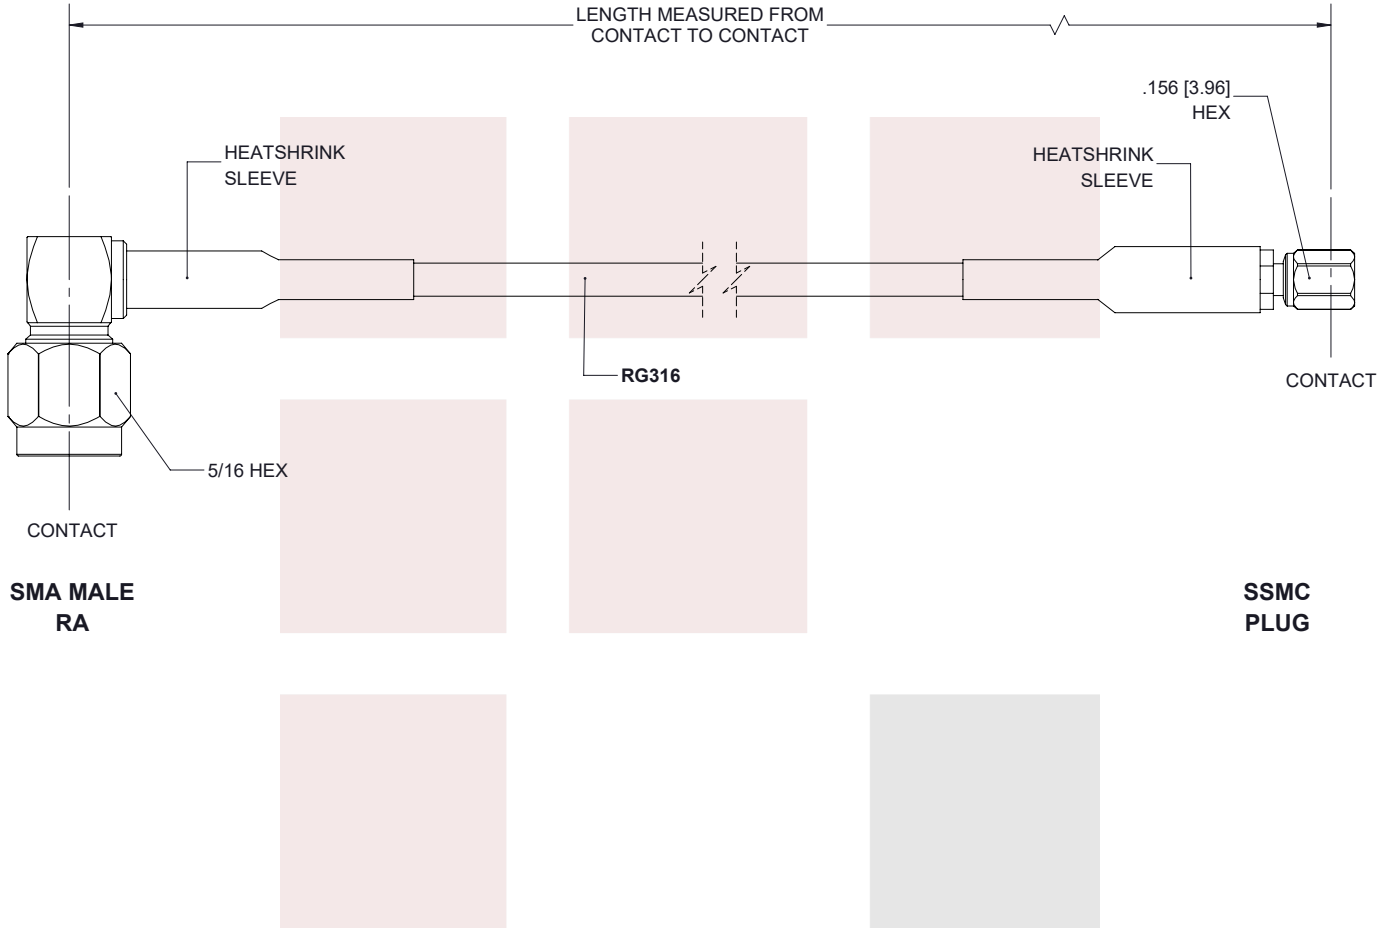 LENGTH MEASURED FROM
CONTACT TO CONTACT
.156 [3.96]
HEX
HEATSHRINK
SLEEVE
HEATSHRINK
SLEEVE
RG316
CONTACT
5/16 HEX
CONTACT
SMA MALE
RA
SSMC
PLUG